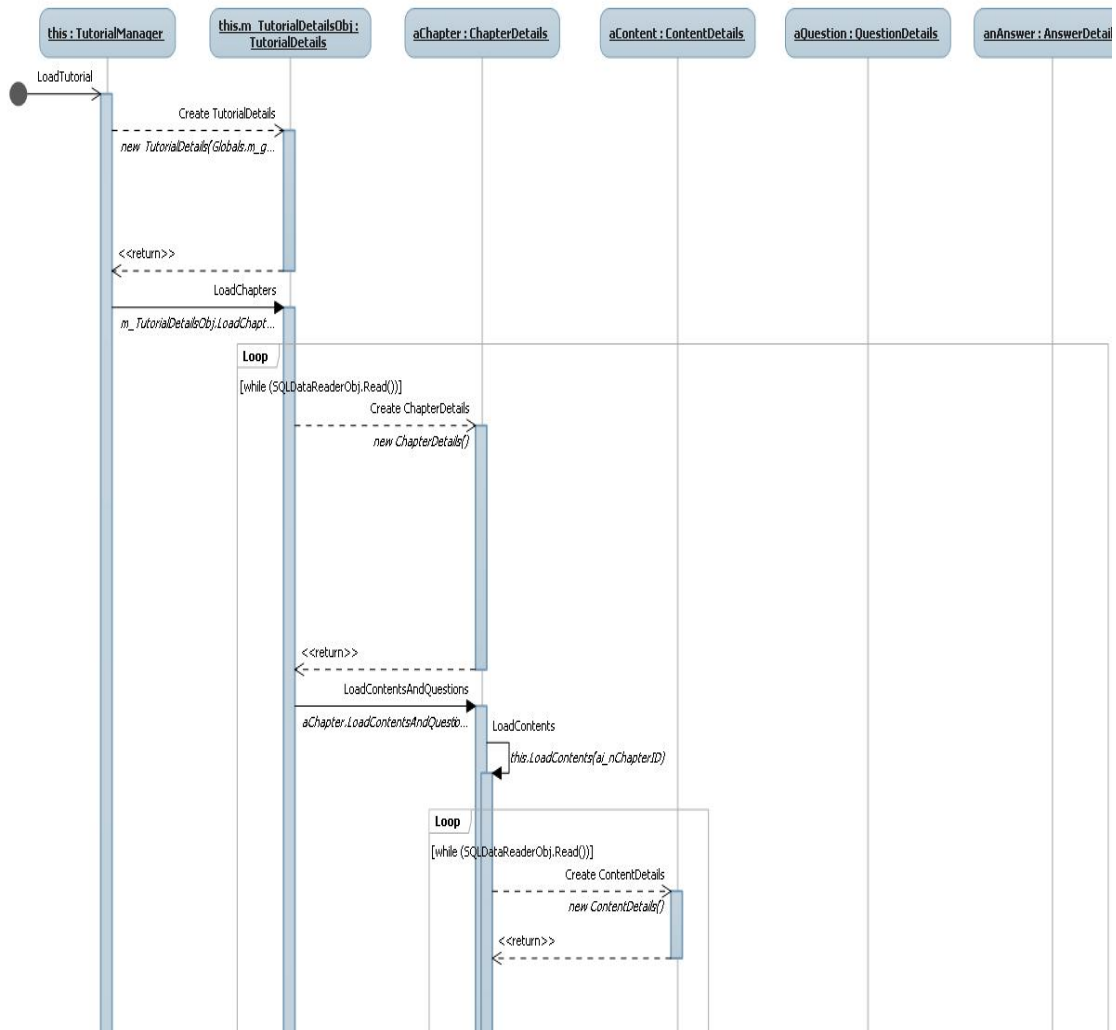 this : TutorialManager
this.m_TutorialDetailsObj :
TutorialDetails
aChapter : ChapterDetails
aContent : ContentDetails
aQuestion : QuestionDetails
anAnswer : AnswerDetail
LoadTutorial
Create TutorialDetails
new TutorialDetails(Globals.m_g...
<<return>>
LoadChapters
m_TutorialDetailsObj.LoadChapt...
Loop
[while (SQLDataReaderObj.Read())]
Create ChapterDetails
new ChapterDetails()
<<return>>
LoadContentsAndQuestions
aChapter.LoadContentsAndQuestio...
LoadContents
this.LoadContents(ai_nChapterID)
Loop
[while (SQLDataReaderObj.Read())]
Create ContentDetails
new ContentDetails()
<<return>>